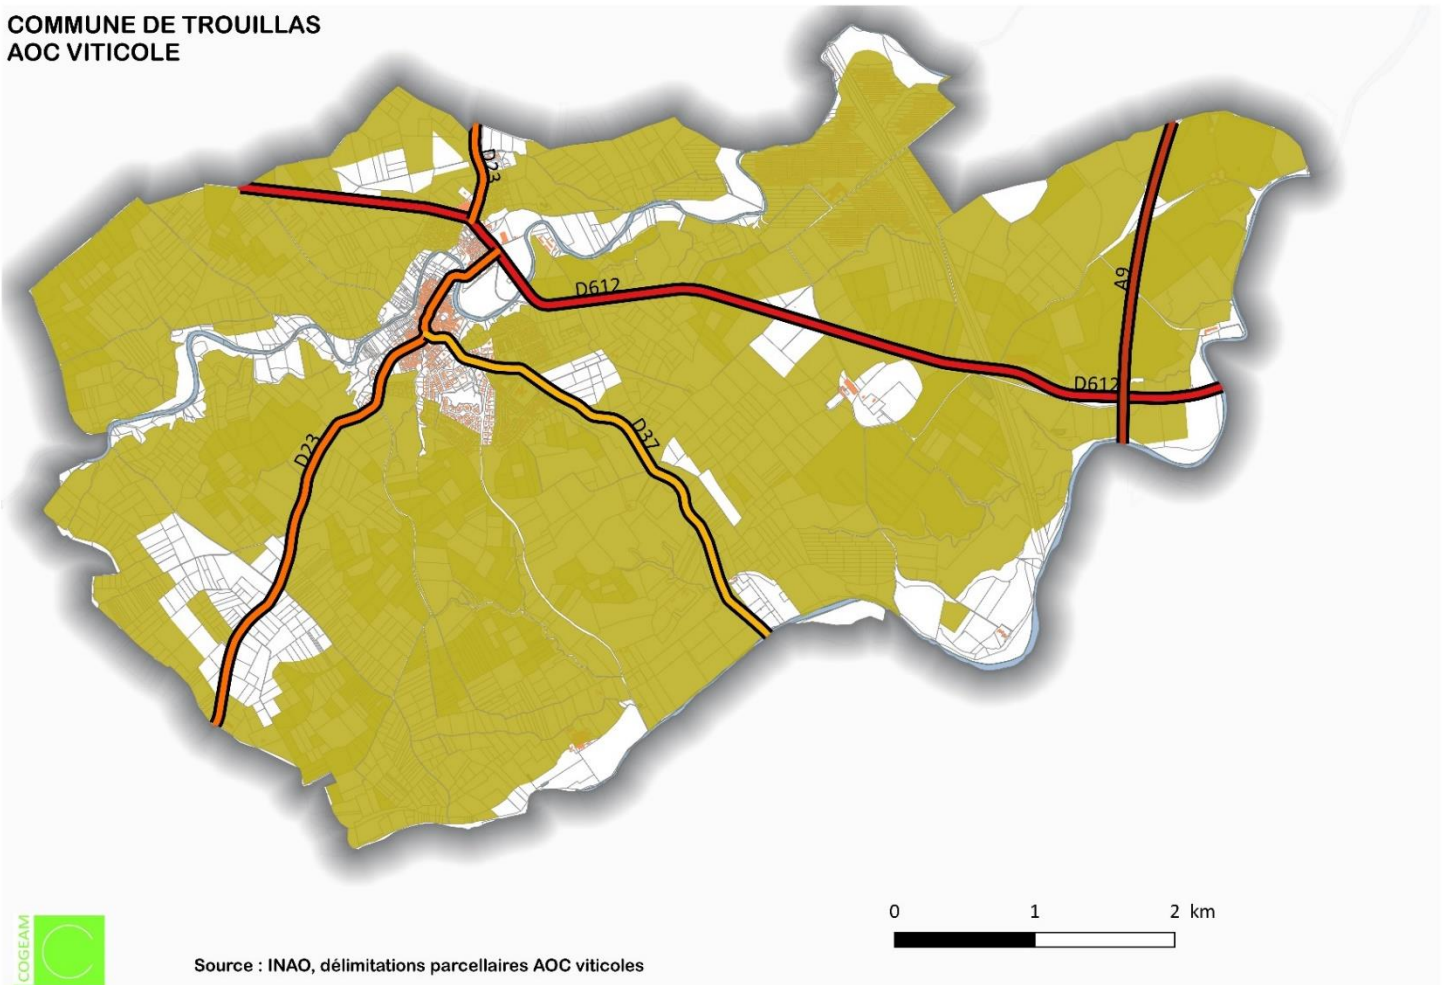 COMMUNE DE TROUILLAS
AOC VITICOLE
D23
D612
A9
D612
D37
D23
0 1 2 km
COGEAM
Source : INAO, délimitations parcellaires AOC viticoles